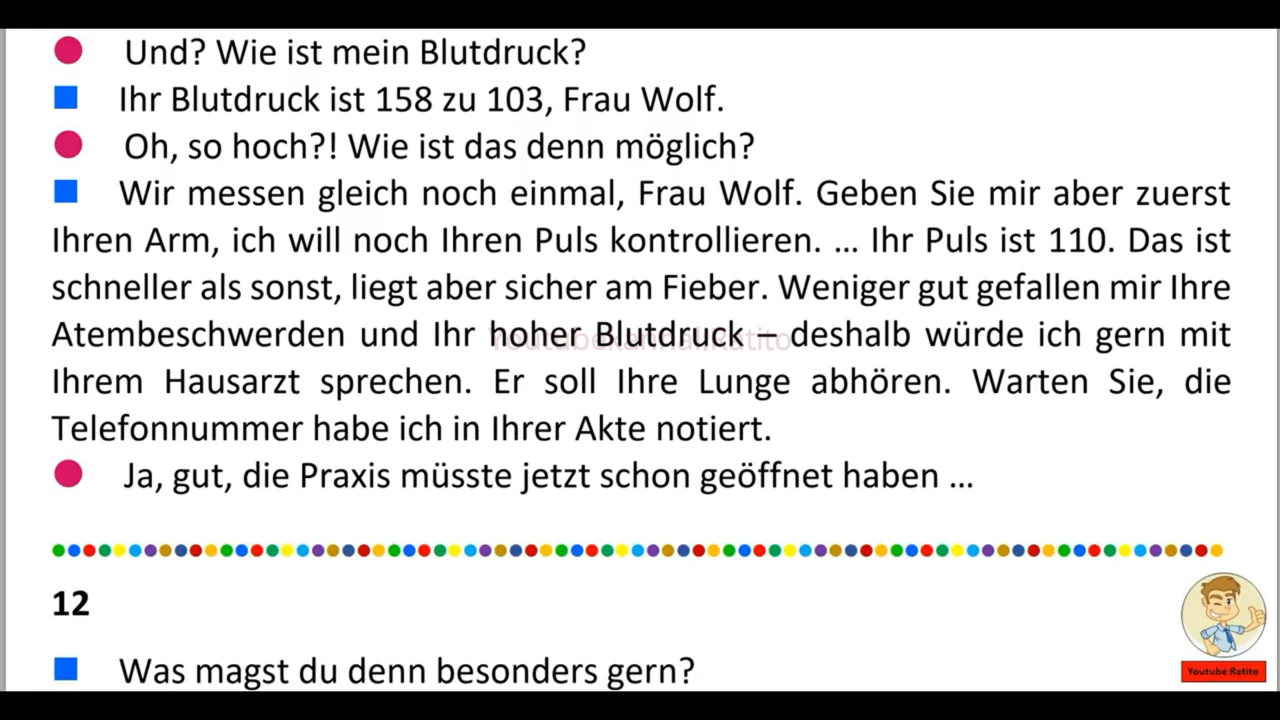 Und? Wie ist mein Blutdruck?
Ihr Blutdruck ist 158 zu 103, Frau Wolf.
Oh, so hoch?! Wie ist das denn möglich?
Wir messen gleich noch einmal, Frau Wolf. Geben Sie mir aber zuerst
Ihren Arm, ich will noch Ihren Puls kontrollieren. ... Ihr Puls ist 110. Das ist
schneller als sonst, liegt aber sicher am Fieber. Weniger gut gefallen mir Ihre
Atembeschwerden und Ihr hoher Blutdruck – deshalb würde ich gern mit
Youtubekannal:Ratito
Ihrem Hausarzt sprechen. Er soll Ihre Lunge abhören. Warten Sie, die
Telefonnummer habe ich in Ihrer Akte notiert.
Ja, gut, die Praxis müsste jetzt schon geöffnet haben ...
12
Was magst du denn besonders gern?
Youtube:Ratito